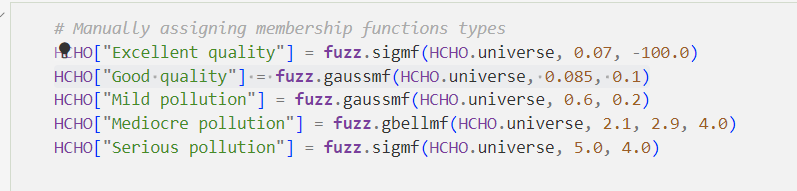 # Manually assigning membership functions types
HCHO["Excellent quality"] = fuzz.sigmf(HCHO.universe, 0.07, -100.0)
HCHO["Good·quality"]·=·fuzz.gaussmf(HCHO.universe,·0.085,·0.1)
HCHO["Mild pollution"] = fuzz.gaussmf(HCHO.universe, 0.6, 0.2)
HCHO["Mediocre pollution"] = fuzz.gbellmf(HCHO.universe, 2.1, 2.9, 4.0)
HCHO["Serious pollution"] = fuzz.sigmf(HCHO.universe, 5.0, 4.0)